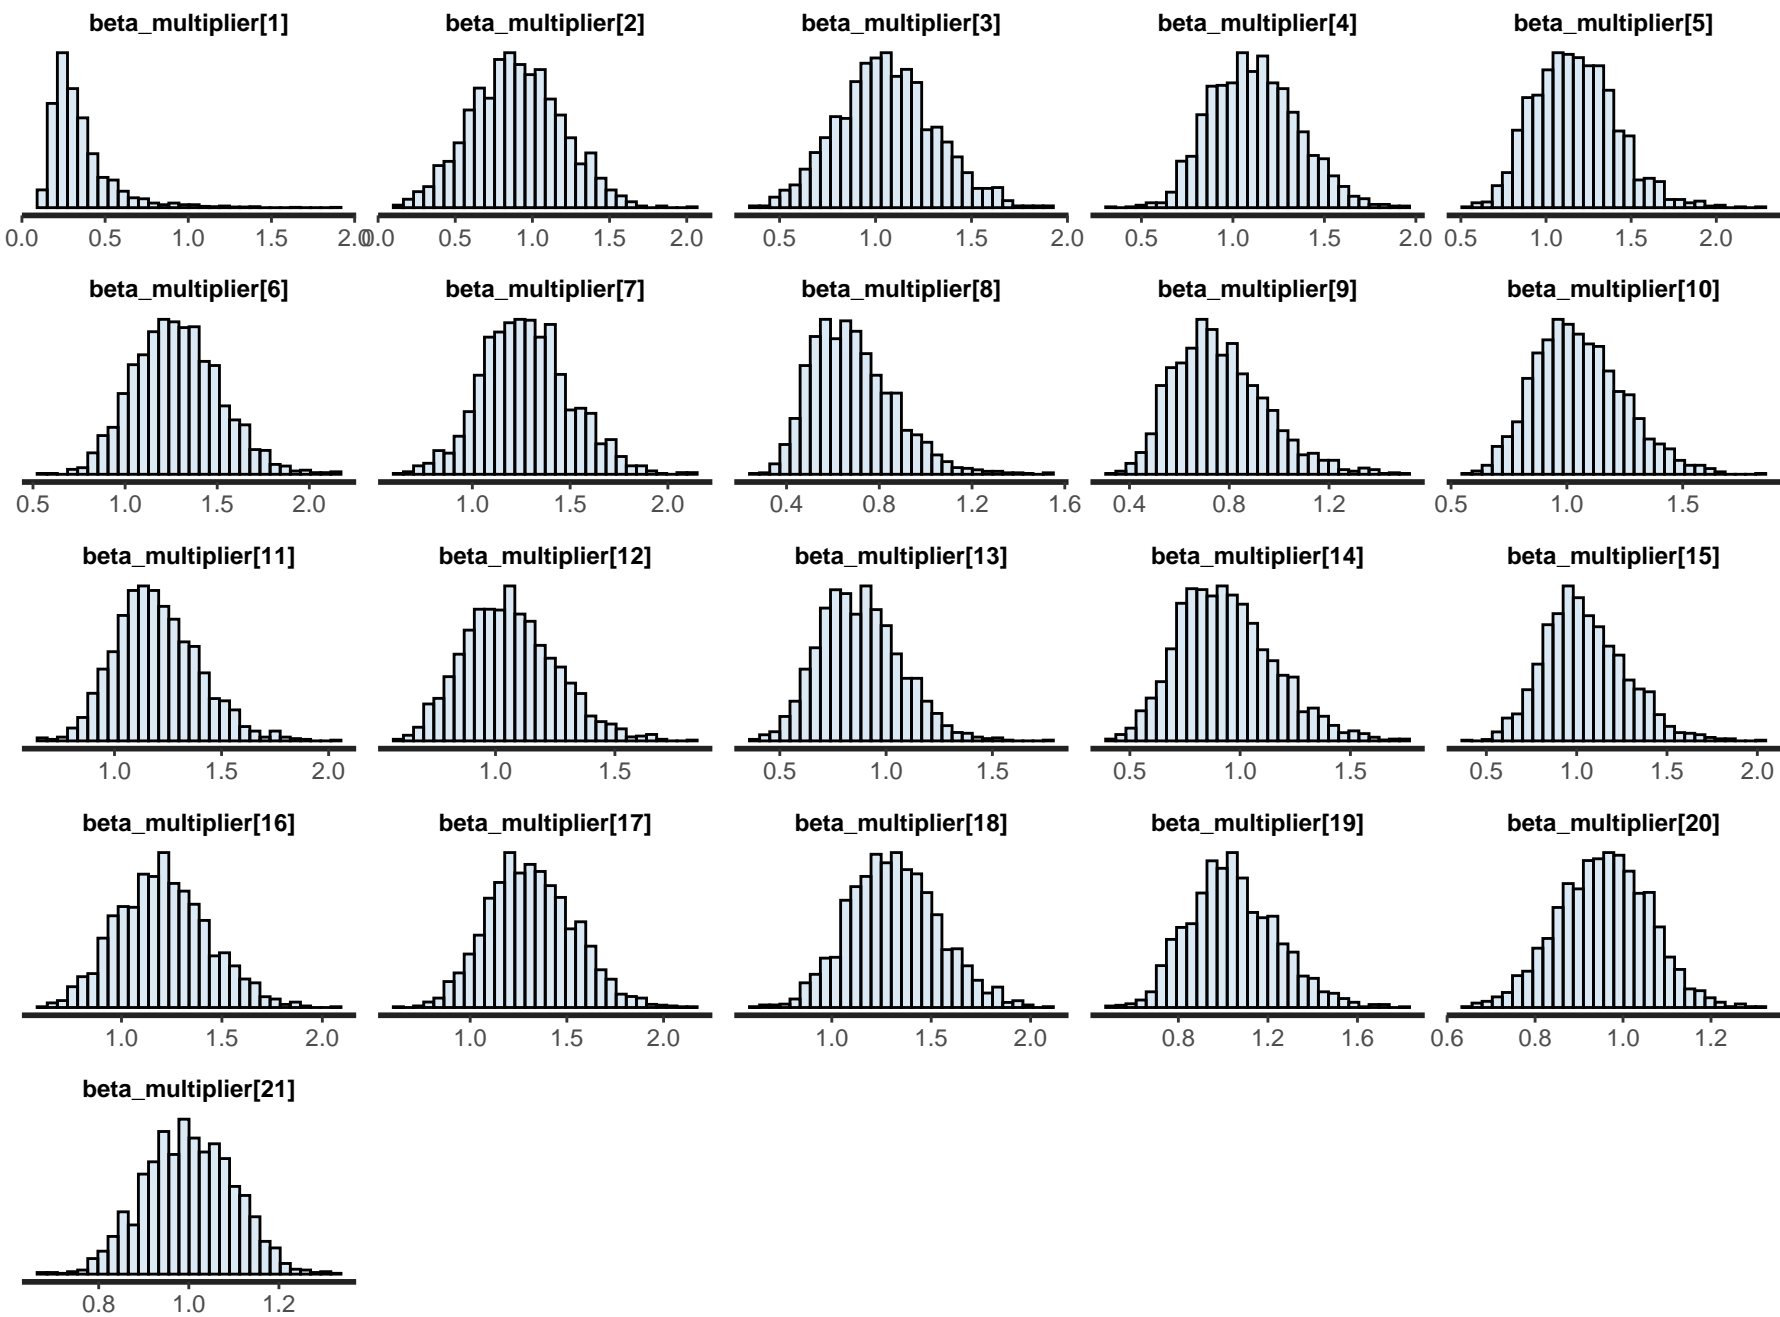 beta_multiplier[1] beta_multiplier[2] beta_multiplier[3] beta_multiplier[4] beta_multiplier[5]
0.0 0.5 1.0 1.5 2.0 0.0 0.5 1.0 1.5 2.0 0.5 1.0 1.5 2.0 0.5 1.0 1.5 2.0 0.5 1.0 1.5 2.0
beta_multiplier[6] beta_multiplier[7] beta_multiplier[8] beta_multiplier[9] beta_multiplier[10]
0.5 1.0 1.5 2.0 1.0 1.5 2.0 0.4 0.8 1.2 1.6 0.4 0.8 1.2 0.5 1.0 1.5
beta_multiplier[11] beta_multiplier[12] beta_multiplier[13] beta_multiplier[14] beta_multiplier[15]
1.0 1.5 2.0 1.0 1.5 0.5 1.0 1.5 0.5 1.0 1.5 0.5 1.0 1.5 2.0
beta_multiplier[16] beta_multiplier[17] beta_multiplier[18] beta_multiplier[19] beta_multiplier[20]
1.0 1.5 2.0 1.0 1.5 2.0 1.0 1.5 2.0 0.8 1.2 1.6 0.6 0.8 1.0 1.2
beta_multiplier[21]
0.8 1.0 1.2